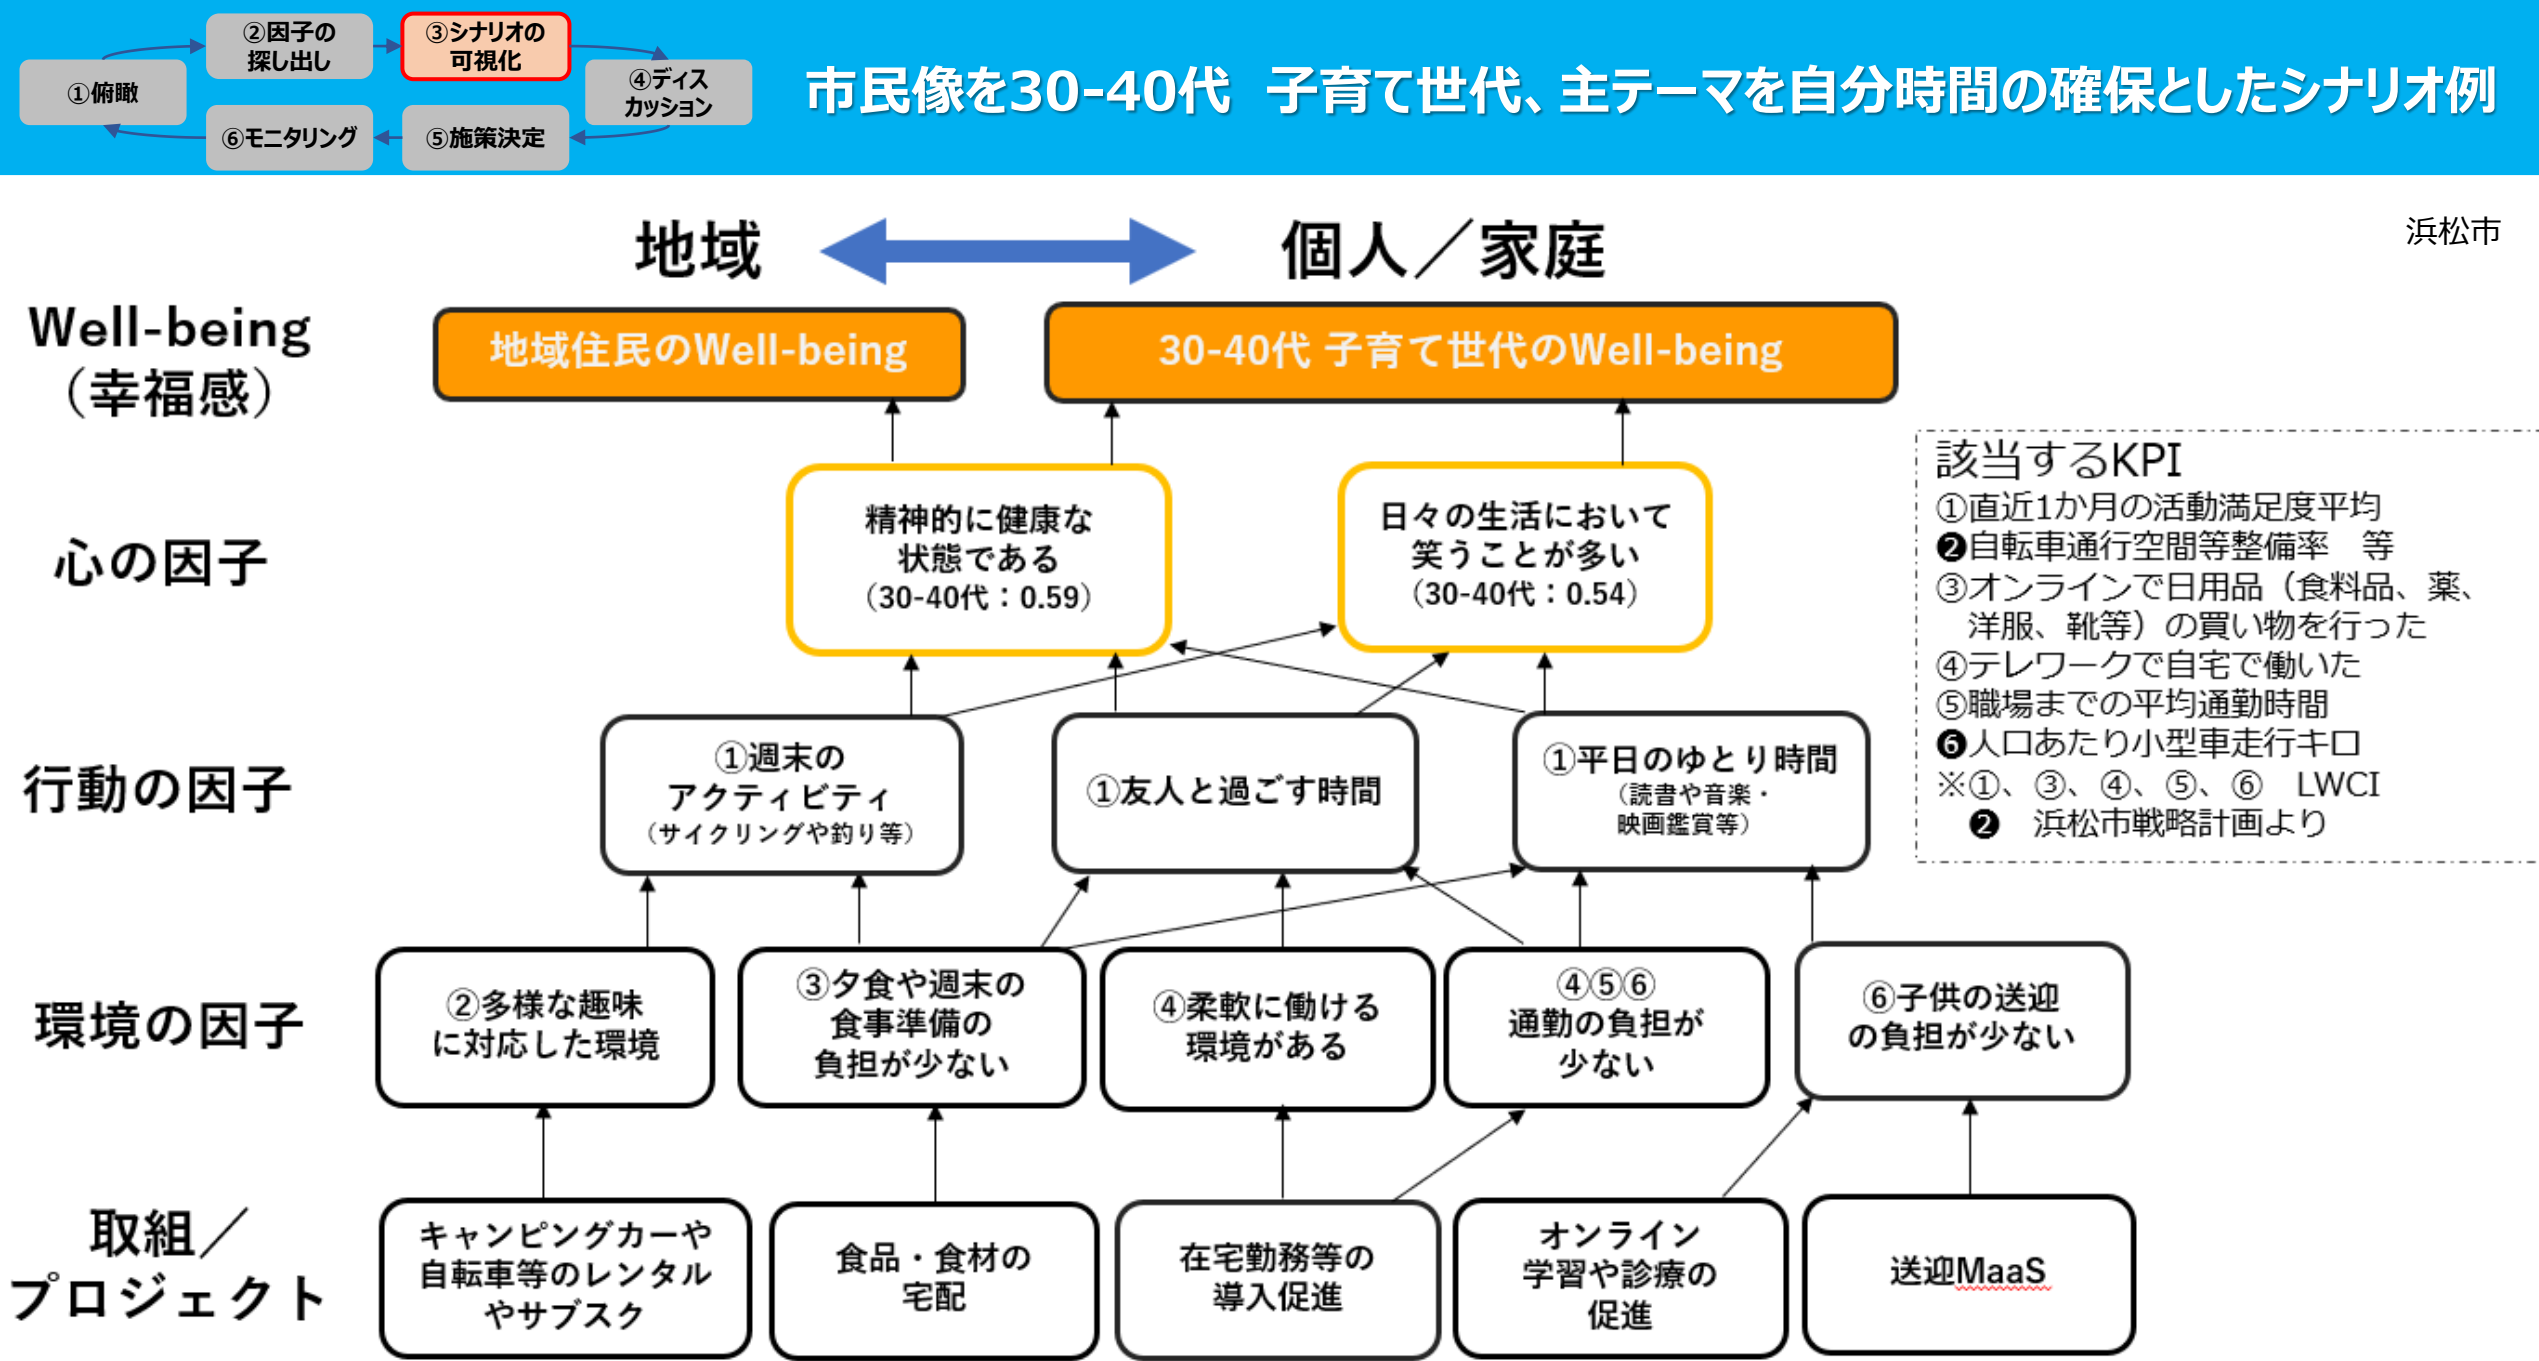 ①俯瞰
②因子の
探し出し
③シナリオの
可視化
④ディス
カッション
⑤施策決定
⑥モニタリング
市民像を30-40代　子育て世代、主テーマを自分時間の確保としたシナリオ例
浜松市
地域
個人／家庭
Well-being
（幸福感）
地域住民のWell-being
30-40代 子育て世代のWell-being
心の因子
精神的に健康な
状態である
（30-40代：0.59）
日々の生活において
笑うことが多い
（30-40代：0.54）
該当するKPI
①直近1か月の活動満足度平均
❷自転車通行空間等整備率　等
③オンラインで日用品（食料品、薬、
洋服、靴等）の買い物を行った
④テレワークで自宅で働いた
⑤職場までの平均通勤時間
❻人口あたり小型車走行キロ
※①、③、④、⑤、⑥　LWCI
❷　浜松市戦略計画より
行動の因子
①週末の
アクティビティ
（サイクリングや釣り等）
①友人と過ごす時間
①平日のゆとり時間
（読書や音楽・
映画鑑賞等）
環境の因子
②多様な趣味
に対応した環境
③夕食や週末の
食事準備の
負担が少ない
④柔軟に働ける
環境がある
④⑤⑥
通勤の負担が
少ない
⑥子供の送迎
の負担が少ない
取組／
プロジェクト
キャンピングカーや
自転車等のレンタル
やサブスク
食品・食材の
宅配
在宅勤務等の
導入促進
オンライン
学習や診療の
促進
送迎MaaS